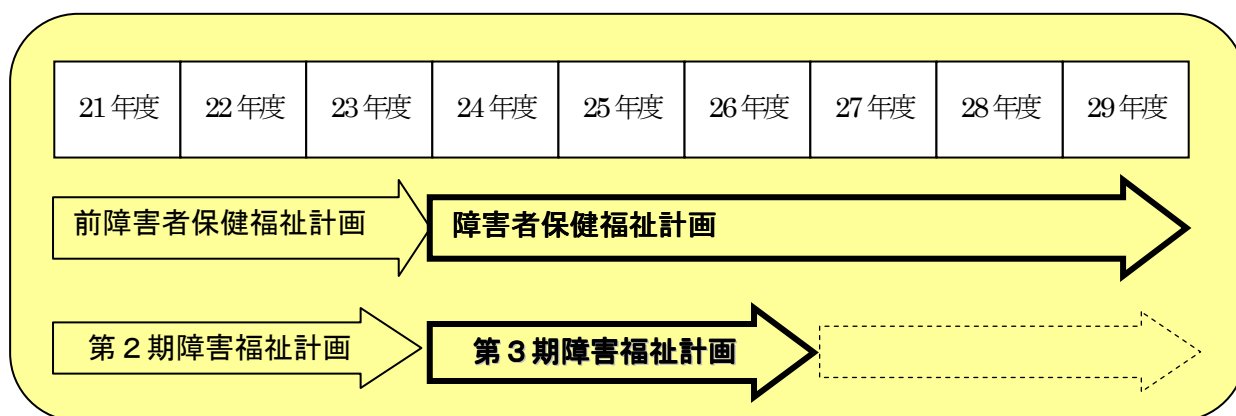 21年度 22年度 23年度 24年度 25年度 26年度 27年度 28年度 29年度
前障害者保健福祉計画 障害者保健福祉計画
第２期障害福祉計画 第３期障害福祉計画